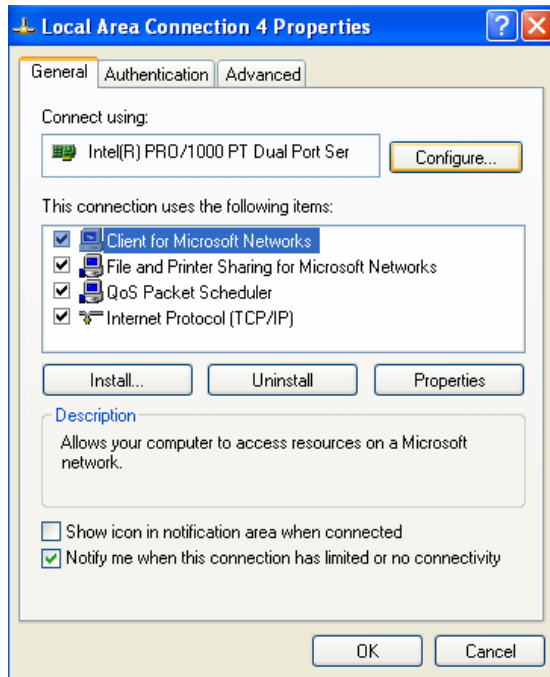 Local Area Connection 4 Properties
General Authentication Advanced
Connect using:
Intel(R) PRO/1000 PT Dual Port Ser
Configure...
This connection uses the following items:
Client for Microsoft Networks
File and Printer Sharing for Microsoft Networks
QoS Packet Scheduler
Internet Protocol (TCP/IP)
Install... Uninstall Properties
Description
Allows your computer to access resources on a Microsoft
network.
Show icon in notification area when connected
Notify me when this connection has limited or no connectivity
OK Cancel